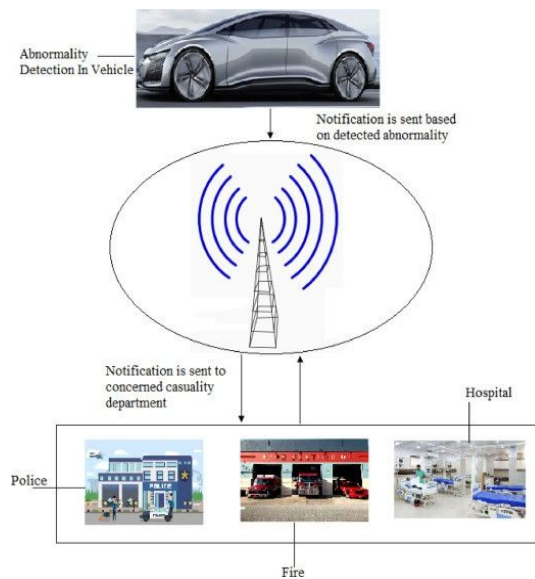 Abnormality
Detection In Vehicle
Notification is sent based
on detected abnormality
Notification is sent to
concerned casuality
department
Hospital
Police
POLICE
Fire